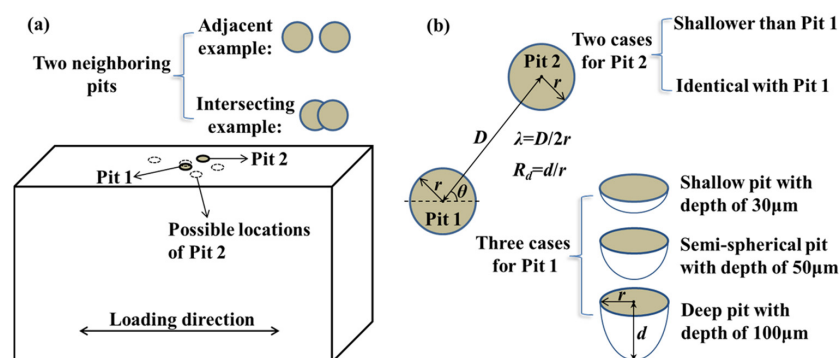 (a)
Adjacent
example:
Two neighboring
pits
Intersecting
example:
Pit 2
Pit 1
Possible locations
of Pit 2
Loading direction
(b)
Pit 2
r
D
λ=D/2r
R_d=d/r
r
θ
Pit 1
Two cases
for Pit 2
Shallower than Pit 1
Identical with Pit 1
Three cases
for Pit 1
Shallow pit with
depth of 30μm
Semi-spherical pit
with depth of 50μm
r
d
Deep pit with
depth of 100μm